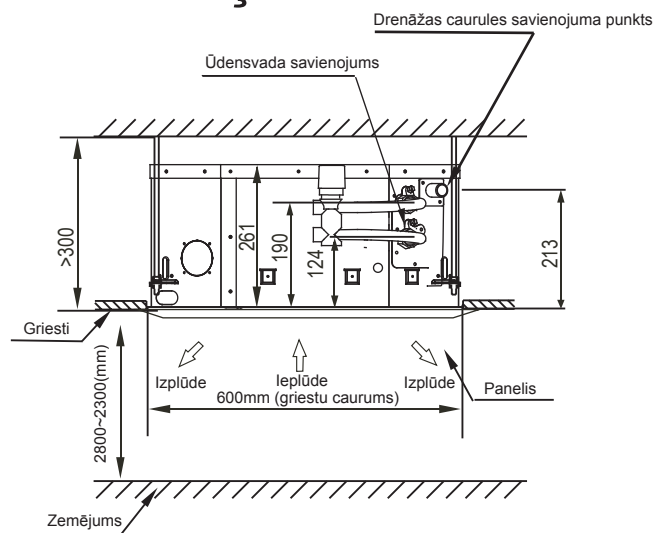 Drenāžas caurules savienojuma punkts
Ūdensvada savienojums
>300
261
190
124
213
Griesti
Izplūde
Ieplūde
Izplūde
Panelis
600mm (griestu caurums)
2800~2300(mm)
Zemējums